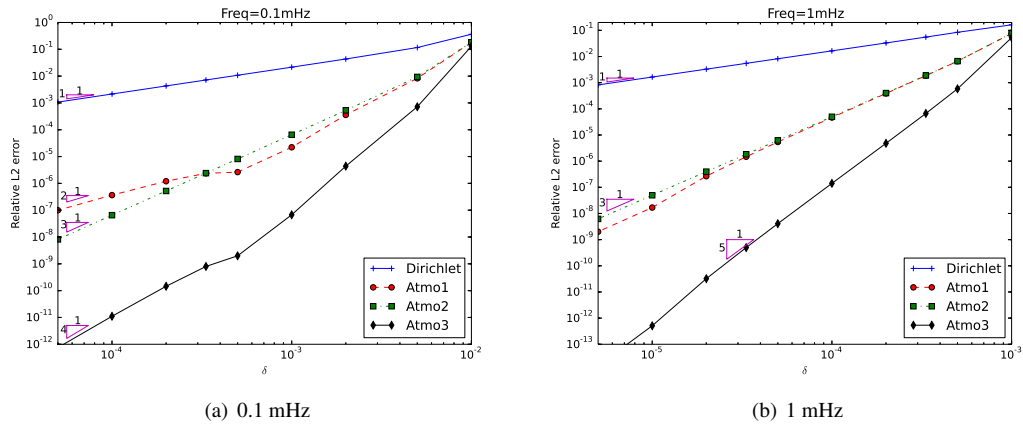 Freq=0.1mHz
10^0
10^-1
10^-2
10^-3
10^-4
10^-5
10^-6
10^-7
10^-8
10^-9
10^-10
10^-11
10^-12
Relative L2 error
1 1
2 1
3 1
4 1
Dirichlet
Atmo1
Atmo2
Atmo3
10^-4 10^-3 10^-2
δ
(a) 0.1 mHz
Freq=1mHz
10^0
10^-1
10^-2
10^-3
10^-4
10^-5
10^-6
10^-7
10^-8
10^-9
10^-10
10^-11
10^-12
10^-13
Relative L2 error
1 1
3 1
5 1
Dirichlet
Atmo1
Atmo2
Atmo3
10^-5 10^-4 10^-3
δ
(b) 1 mHz